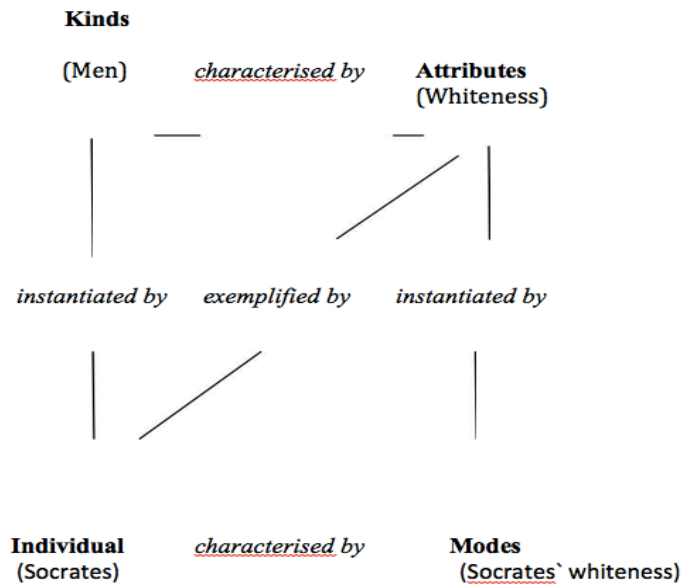 Kinds
(Men) characterised by Attributes
(Whiteness)
instantiated by exemplified by instantiated by
Individual characterised by Modes
(Socrates) (Socrates` whiteness)